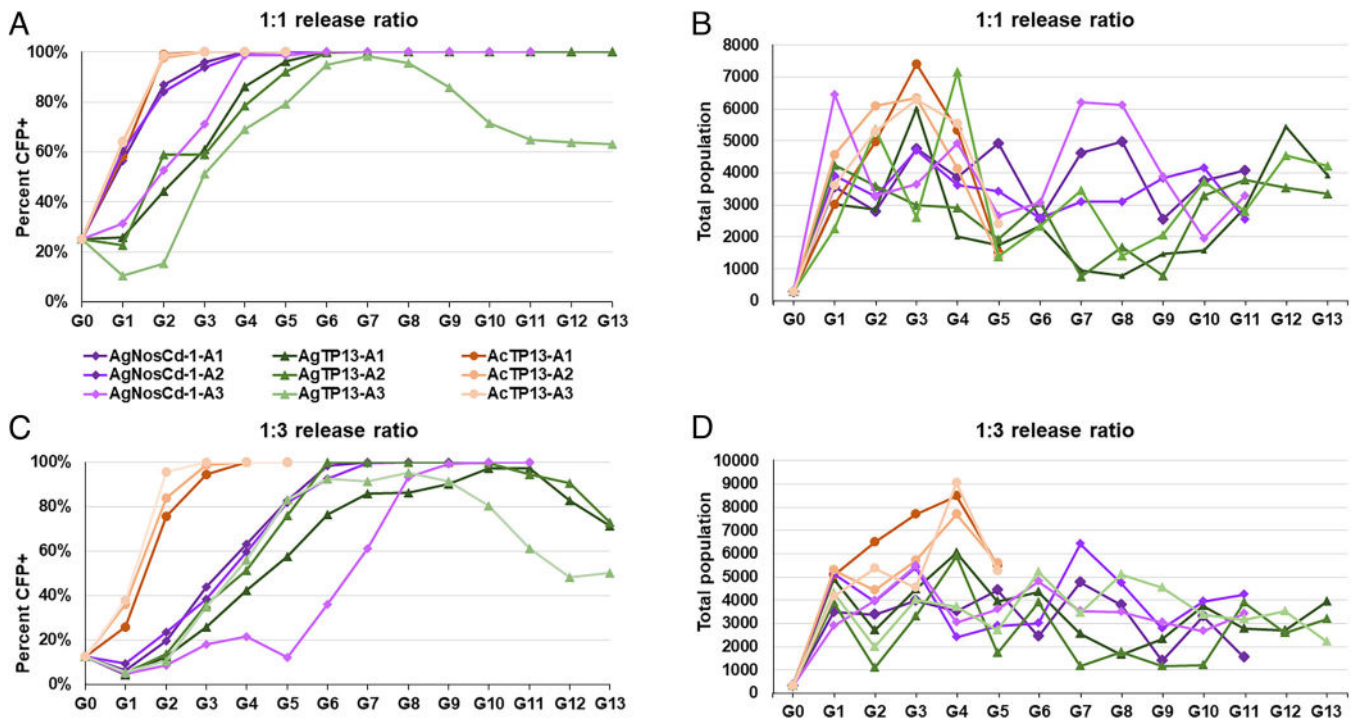 A
1:1 release ratio
Percent CFP+
100%
80%
60%
40%
20%
0%
G0 G1 G2 G3 G4 G5 G6 G7 G8 G9 G10 G11 G12 G13
B
1:1 release ratio
Total population
8000
7000
6000
5000
4000
3000
2000
1000
0
G0 G1 G2 G3 G4 G5 G6 G7 G8 G9 G10 G11 G12 G13
AgNosCd-1-A1 AgTP13-A1 AcTP13-A1
AgNosCd-1-A2 AgTP13-A2 AcTP13-A2
AgNosCd-1-A3 AgTP13-A3 AcTP13-A3
C
1:3 release ratio
Percent CFP+
100%
80%
60%
40%
20%
0%
G0 G1 G2 G3 G4 G5 G6 G7 G8 G9 G10 G11 G12 G13
D
1:3 release ratio
Total population
10000
9000
8000
7000
6000
5000
4000
3000
2000
1000
0
G0 G1 G2 G3 G4 G5 G6 G7 G8 G9 G10 G11 G12 G13